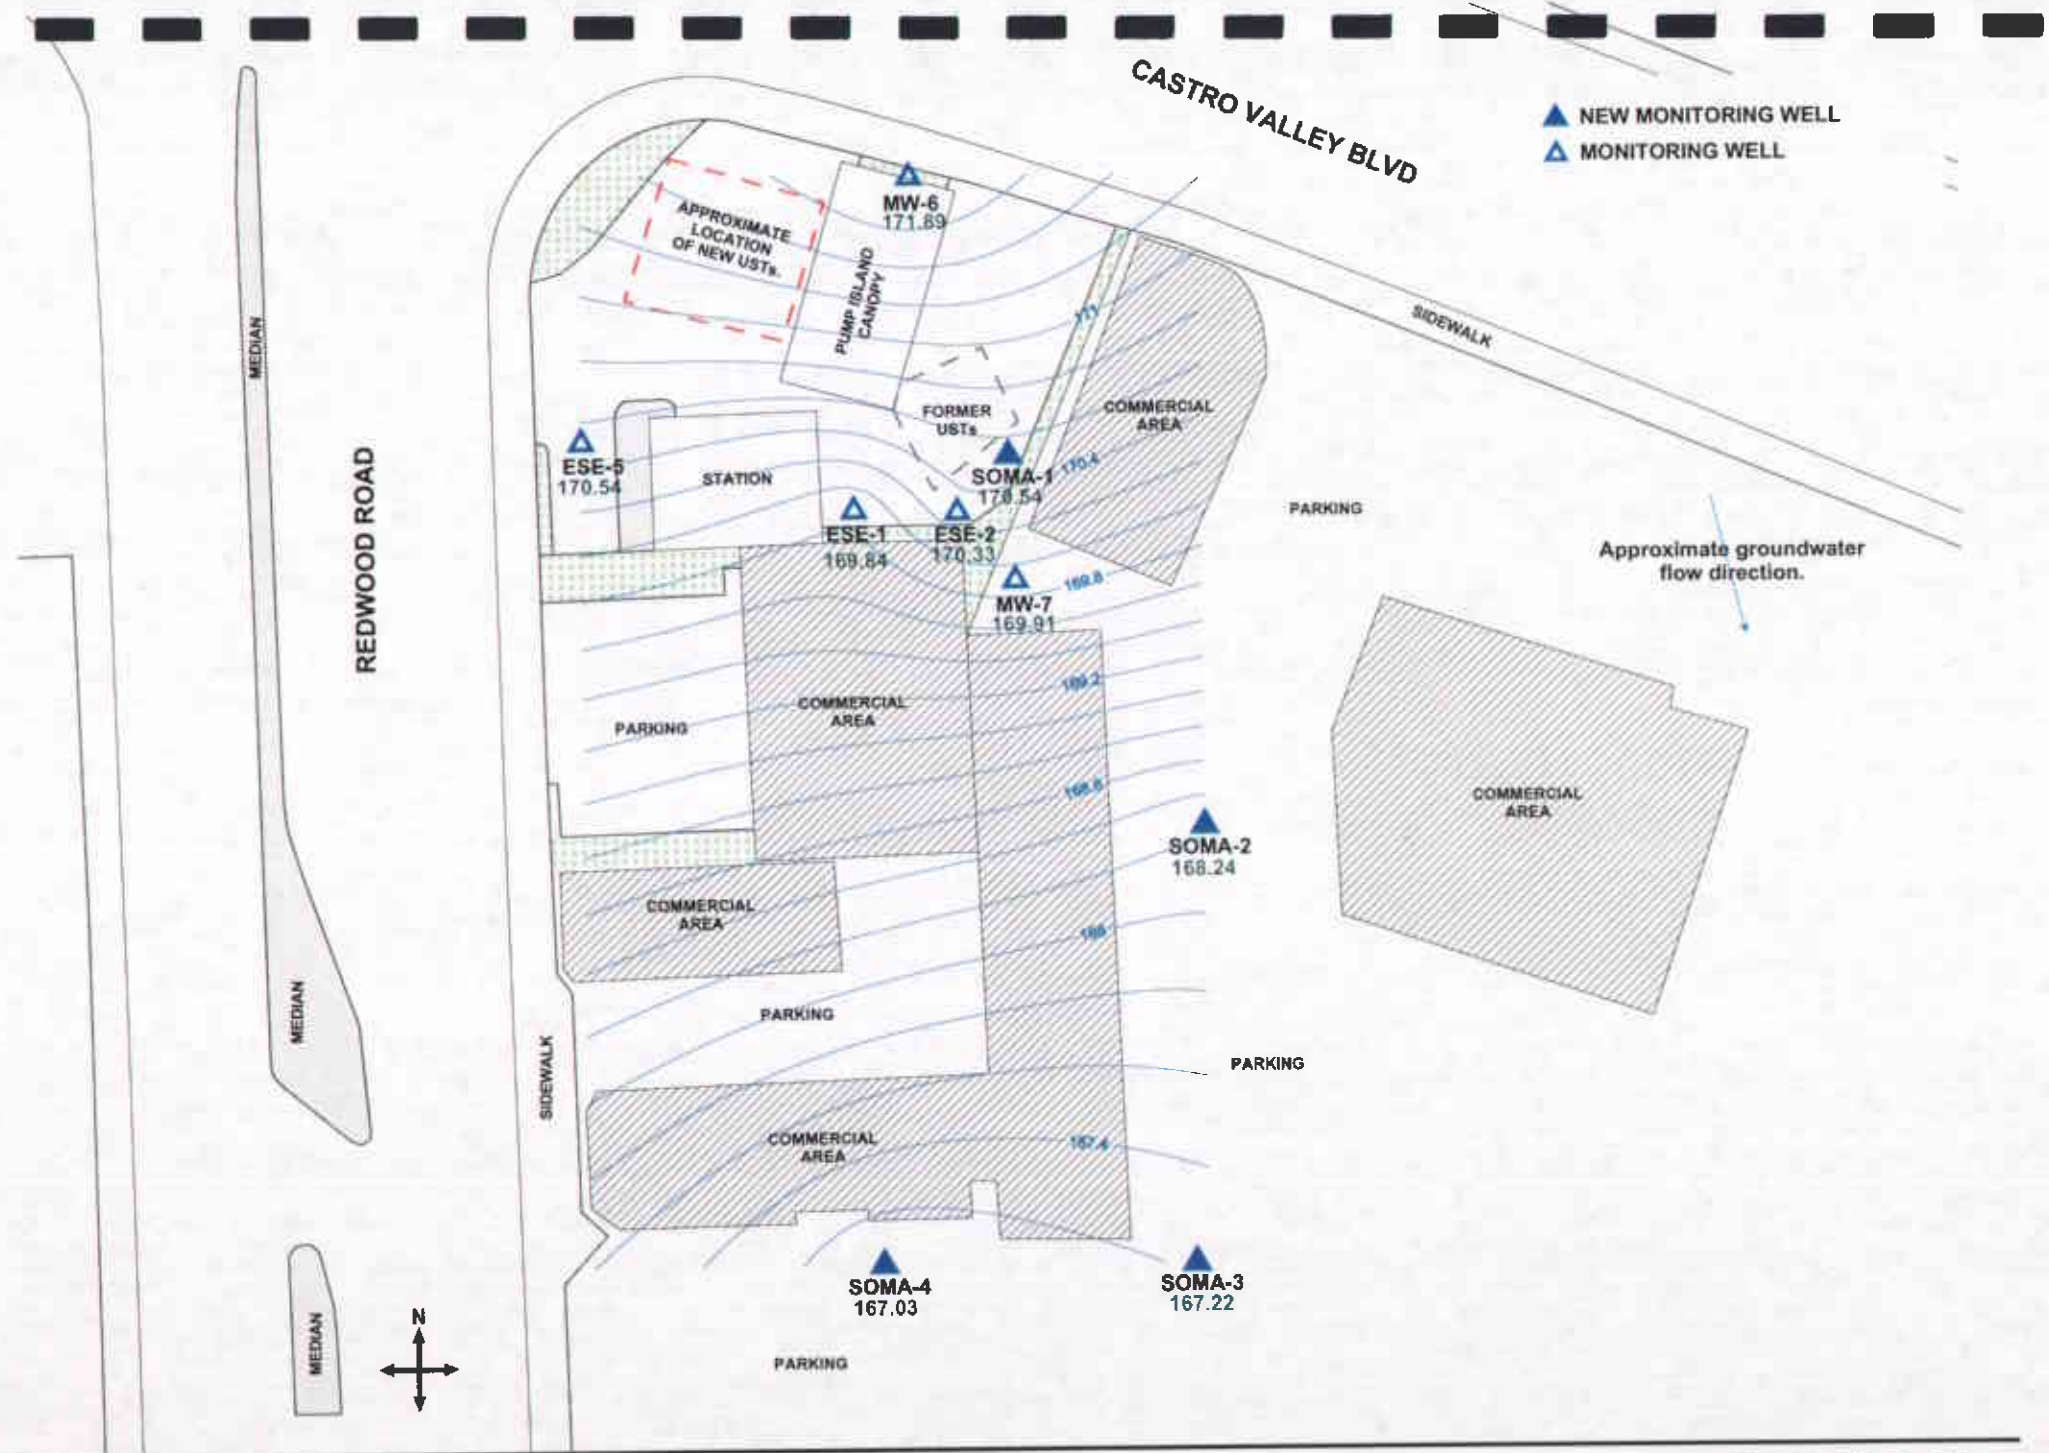 CASTRO VALLEY BLVD
NEW MONITORING WELL
MONITORING WELL
MW-6
171.89
APPROXIMATE
LOCATION
OF NEW USTs.
PUMP ISLAND
CANOPY
171
SIDEWALK
MEDIAN
FORMER
USTs
COMMERCIAL
AREA
ESE-5
170.54
STATION
SOMA-1
170.54
170.4
PARKING
REDWOOD ROAD
ESE-1
169.84
ESE-2
170.33
Approximate groundwater
flow direction.
MW-7
169.91
169.8
169.2
PARKING
COMMERCIAL
AREA
168.6
COMMERCIAL
AREA
SOMA-2
168.24
COMMERCIAL
AREA
168
MEDIAN
PARKING
SIDEWALK
PARKING
COMMERCIAL
AREA
167.4
SOMA-4
167.03
SOMA-3
167.22
N
MEDIAN
PARKING